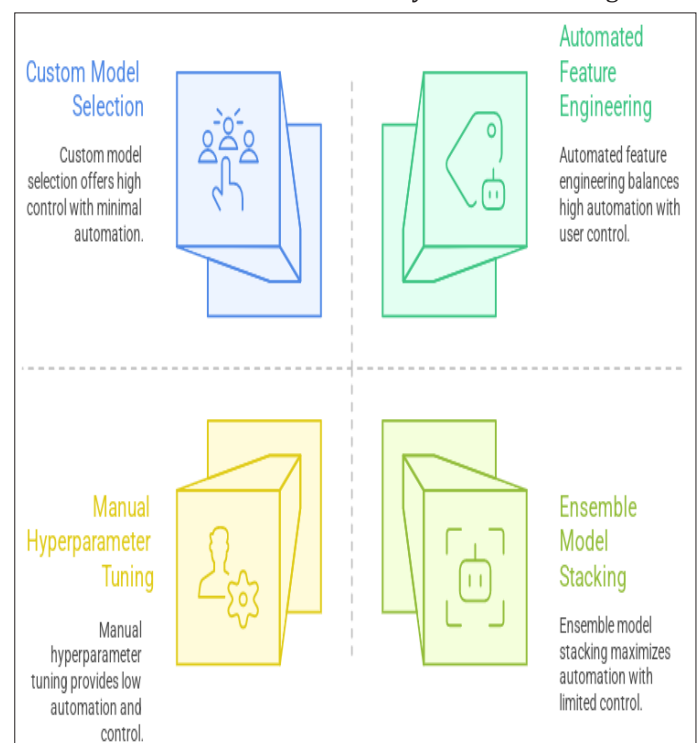 Custom Model
Selection
Custom model
selection offers high
control with minimal
automation.
Automated
Feature
Engineering
Automated feature
engineering balances
high automation with
user control.
Manual
Hyperparameter
Tuning
Manual
hyperparameter
tuning provides low
automation and
control.
Ensemble
Model
Stacking
Ensemble model
stacking maximizes
automation with
limited control.